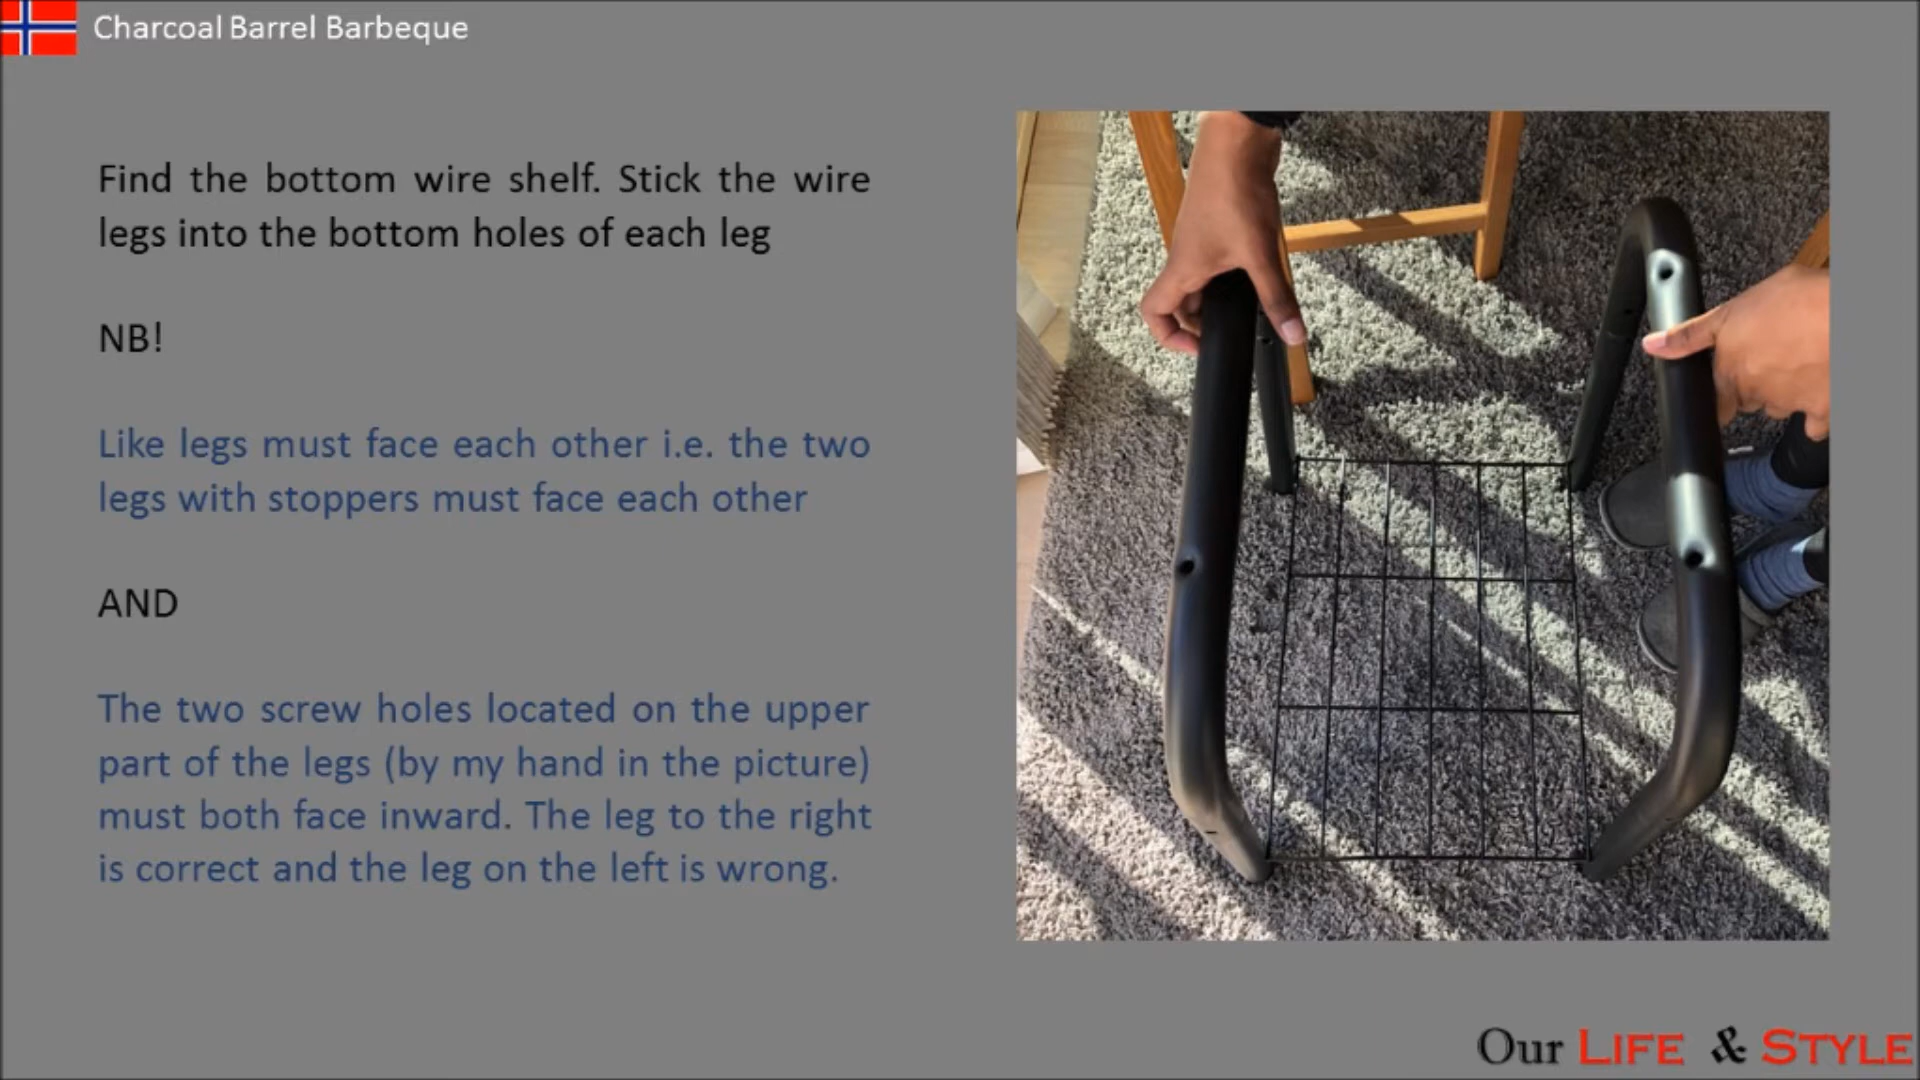 Charcoal Barrel Barbeque
Find the bottom wire shelf. Stick the wire
legs into the bottom holes of each leg
NB!
Like legs must face each other i.e. the two
legs with stoppers must face each other
AND
The two screw holes located on the upper
part of the legs (by my hand in the picture)
must both face inward. The leg to the right
is correct and the leg on the left is wrong.
Our LIFE & STYLE